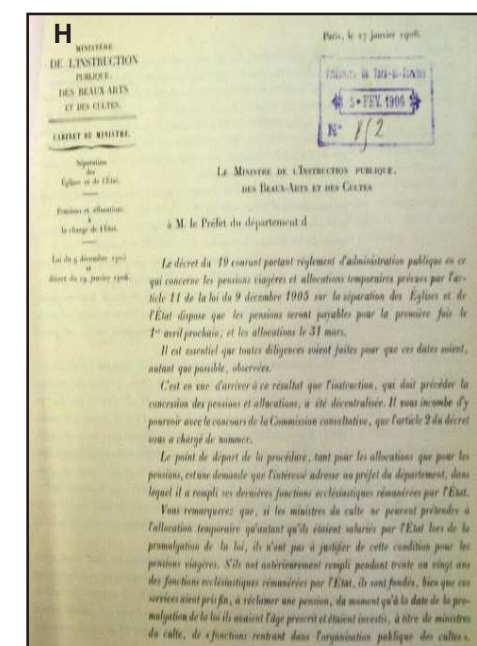 H
MINISTÈRE
DE L'INSTRUCTION
PUBLIQUE,
DES BEAUX-ARTS
ET DES CULTES.
CABINET DU MINISTRE.
Séparation
des
Églises et de l'État.
Pensions et allocations
à
la charge de l'État.
Loi du 9 décembre 1905
et
décret du 19 janvier 1906.
Paris, le 27 janvier 1906.
5 FÉV. 1906
N°
LE MINISTRE DE L'INSTRUCTION PUBLIQUE,
DES BEAUX-ARTS ET DES CULTES
à M. le Préfet du département d
Le décret du 19 courant portant règlement d'administration publique en ce
qui concerne les pensions viagères et allocations temporaires prévues par l'ar-
ticle 11 de la loi du 9 décembre 1905 sur la séparation des Églises et de
l'État dispose que les pensions seront payables pour la première fois le
1er avril prochain, et les allocations le 31 mars.
Il est essentiel que toutes diligences soient faites pour que ces dates soient,
autant que possible, observées.
C'est en vue d'arriver à ce résultat que l'instruction, qui doit précéder la
concession des pensions et allocations, a été décentralisée. Il vous incombe d'y
pourvoir avec le concours de la Commission consultative, que l'article 2 du décret
vous a chargé de nommer.
Le point de départ de la procédure, tant pour les allocations que pour les
pensions, est une demande que l'intéressé adresse au préfet du département, dans
lequel il a rempli ses dernières fonctions ecclésiastiques rémunérées par l'État.
Vous remarquerez que, si les ministres du culte ne peuvent prétendre à
l'allocation temporaire qu'autant qu'ils étaient salariés par l'État lors de la
promulgation de la loi, ils n'ont pas à justifier de cette condition pour les
pensions viagères. S'ils ont antérieurement rempli pendant trente ou vingt ans
des fonctions ecclésiastiques rémunérées par l'État, ils sont fondés, bien que ces
services aient pris fin, à réclamer une pension, du moment qu'à la date de la pro-
mulgation de la loi ils avaient l'âge prescrit et étaient investis, à titre de ministres
du culte, de «fonctions rentrant dans l'organisation publique des cultes».